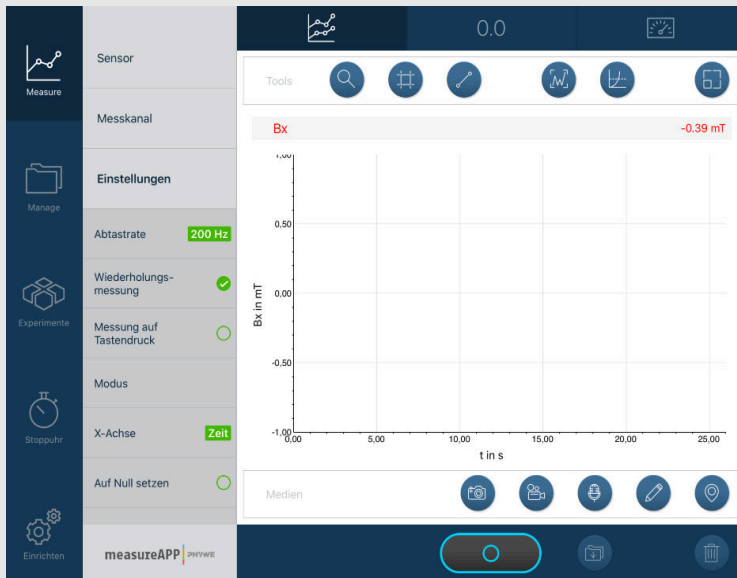 Measure
Manage
Experimente
Stoppuhr
Einrichten
Sensor
Messkanal
Einstellungen
Abtastrate 200 Hz
Wiederholungs-
messung
Messung auf
Tastendruck
Modus
X-Achse Zeit
Auf Null setzen
measureAPP PHYWE
0.0
Tools
W
Bx -0.39 mT
1,00
0,50
0,00
-0,50
-1,00
Bx in mT
0,00 5,00 10,00 15,00 20,00 25,00
t in s
Medien